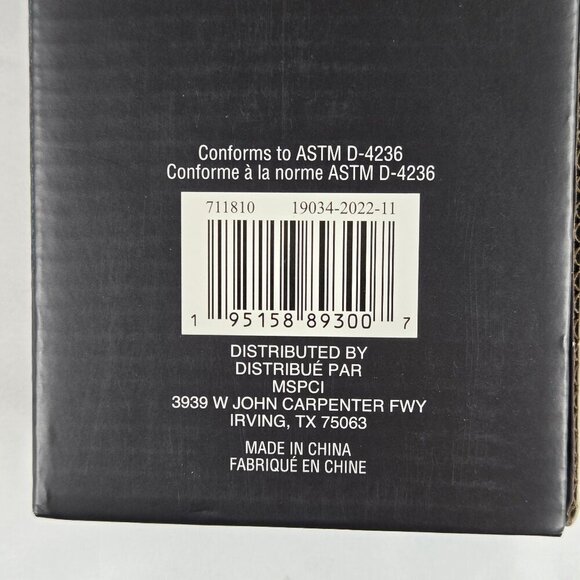 Conforms to ASTM D-4236
Conforme à la norme ASTM D-4236
711810 19034-2022-11
1 95158 89300 7
DISTRIBUTED BY
DISTRIBUÉ PAR
MSPCI
3939 W JOHN CARPENTER FWY
IRVING, TX 75063
MADE IN CHINA
FABRIQUÉ EN CHINE